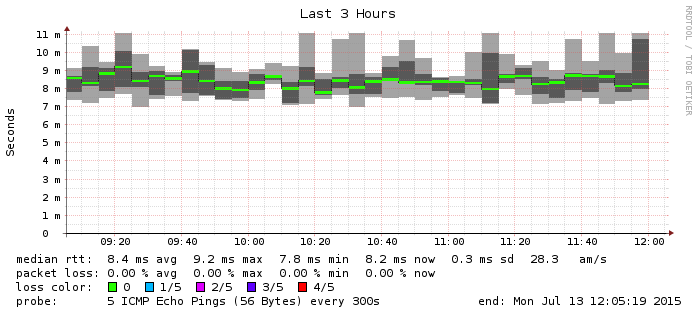 Last 3 Hours
RRDTOOL / TOBI OETIKER
Seconds
11 m
10 m
9 m
8 m
7 m
6 m
5 m
4 m
3 m
2 m
1 m
0
09:20 09:40 10:00 10:20 10:40 11:00 11:20 11:40 12:00
median rtt: 8.4 ms avg 9.2 ms max 7.8 ms min 8.2 ms now 0.3 ms sd 28.3 am/s
packet loss: 0.00 % avg 0.00 % max 0.00 % min 0.00 % now
loss color: 0 1/5 2/5 3/5 4/5
probe: 5 ICMP Echo Pings (56 Bytes) every 300s end: Mon Jul 13 12:05:19 2015